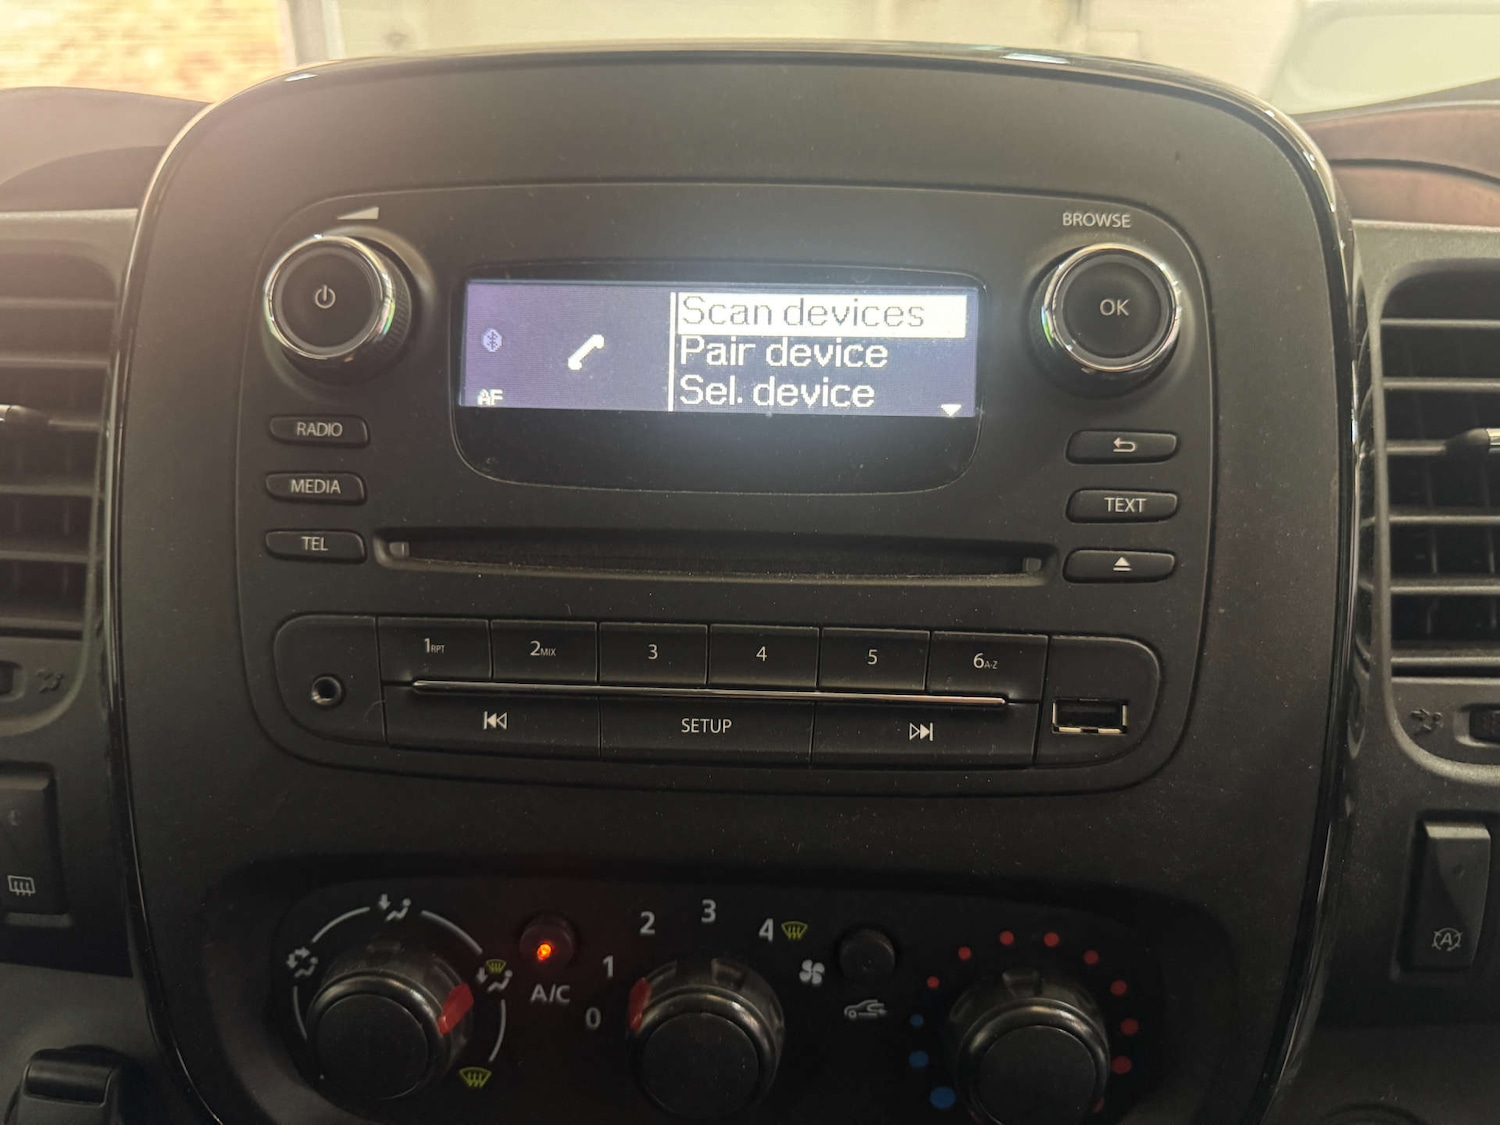 BROWSE
OK
Scan devices
Pair device
Sel. device
AF
RADIO
MEDIA
TEL
TEXT
1RPT
2MIX
3
4
5
6A-Z
SETUP
0
1
2
3
4
A/C
A